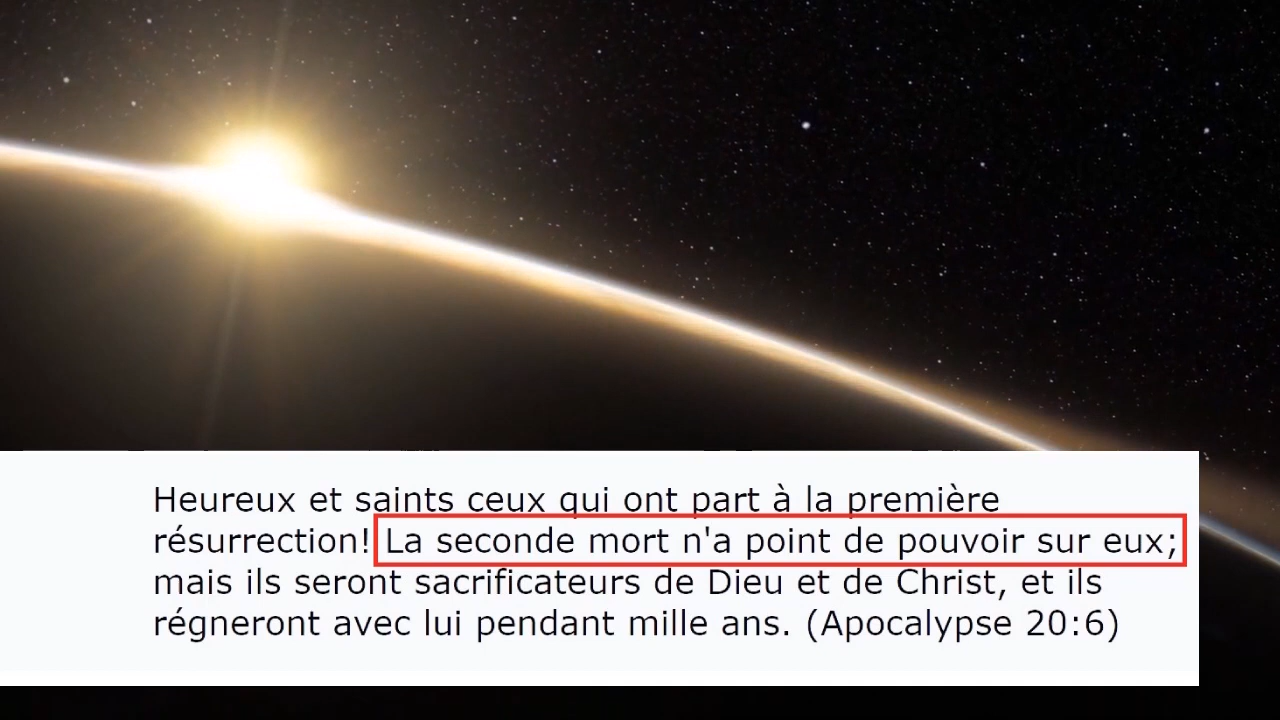 Heureux et saints ceux qui ont part à la première
résurrection! La seconde mort n'a point de pouvoir sur eux;
mais ils seront sacrificateurs de Dieu et de Christ, et ils
régneront avec lui pendant mille ans. (Apocalypse 20:6)